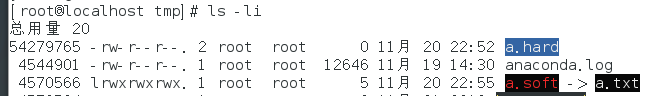 [root@localhost tmp]# ls -li
总用量 20
54279765 -rw-r--r--. 2 root root 0 11月 20 22:52 a.hard
4544901 -rw-r--r--. 1 root root 12646 11月 19 14:30 anaconda.log
4570566 lrwxrwxrwx. 1 root root 5 11月 20 22:55 a.soft -> a.txt